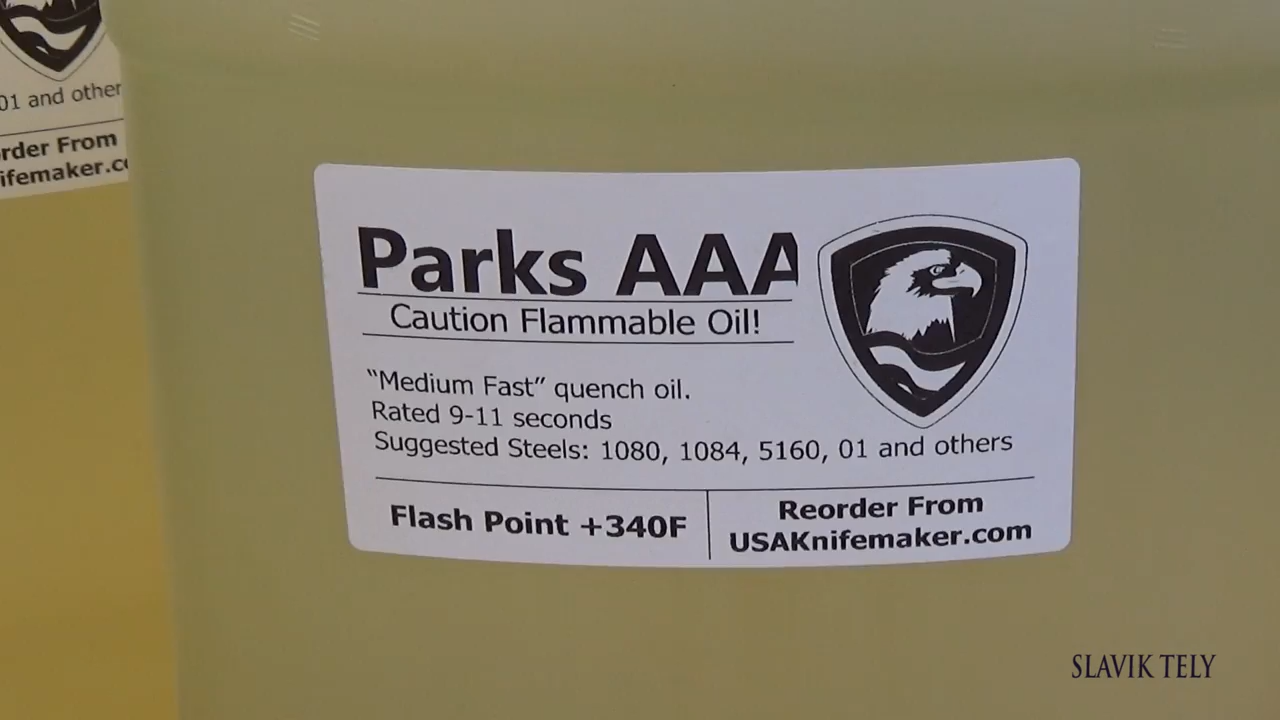 01 and other
rder From
ifemaker.co
Parks AAA
Caution Flammable Oil!
“Medium Fast” quench oil.
Rated 9-11 seconds
Suggested Steels: 1080, 1084, 5160, 01 and others
Flash Point +340F
Reorder From
USAKnifemaker.com
SLAVIK TELY